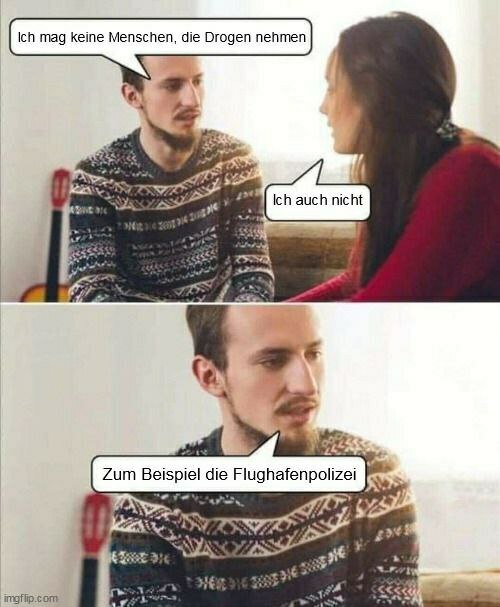 Ich mag keine Menschen, die Drogen nehmen
Ich auch nicht
Zum Beispiel die Flughafenpolizei
imgflip.com